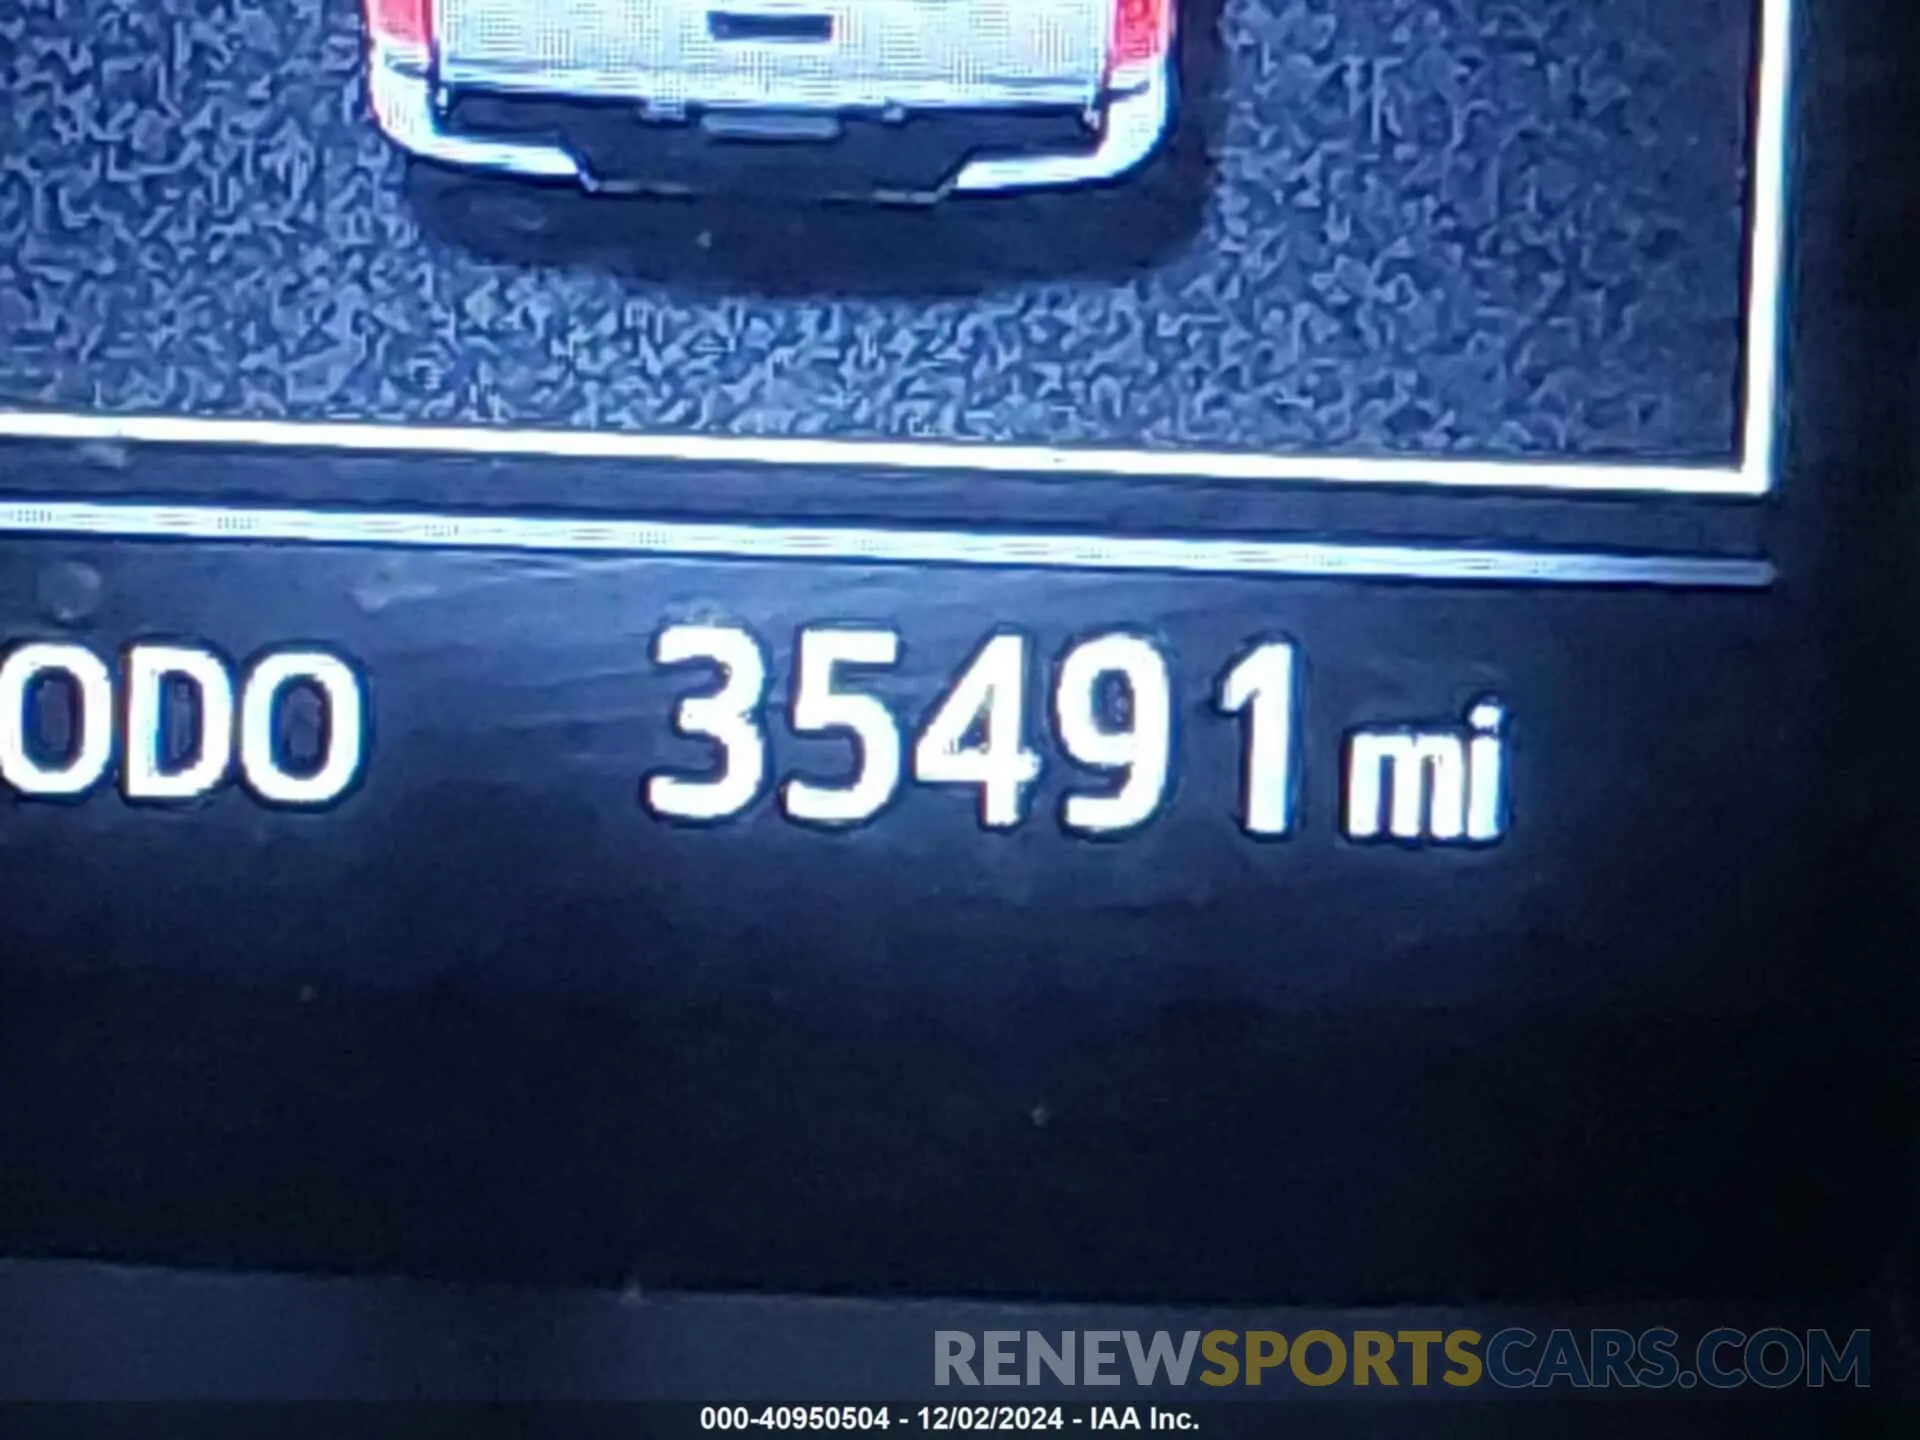 ODO 35491 mi
RENEWSPORTSCARS.COM
000-40950504 - 12/02/2024 - IAA Inc.